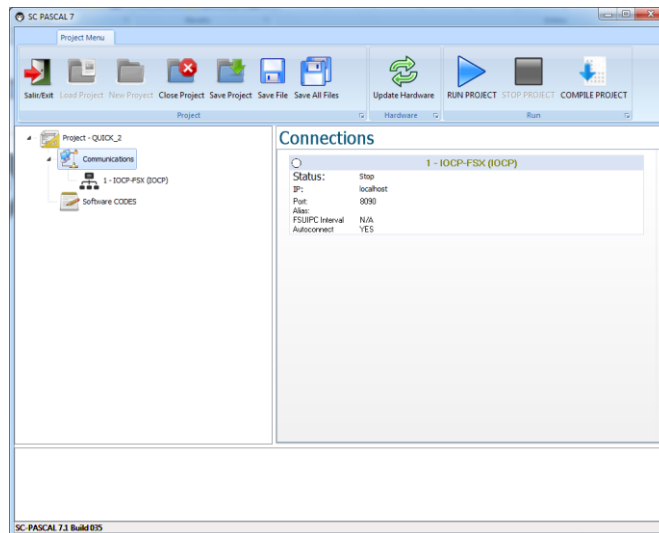 SC PASCAL 7
Project Menu
Salir/Exit Load Project New Proyect Close Project Save Project Save File Save All Files Update Hardware RUN PROJECT STOP PROJECT COMPILE PROJECT
Project Hardware Run
Project - QUICK_2
Communications
1 - IOCP-FSX (IOCP)
Software CODES
Connections
1 - IOCP-FSX (IOCP)
Status: Stop
IP: localhost
Port: 8090
Alias:
FSUIPC Interval N/A
Autoconnect YES
SC-PASCAL 7.1 Build 035